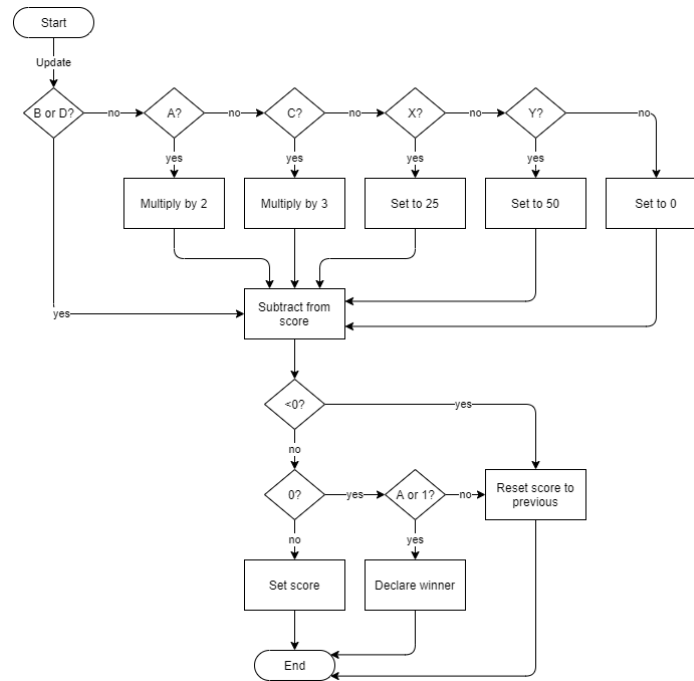 Start
Update
B or D?
no
A?
no
C?
no
X?
no
Y?
no
yes
yes
yes
yes
Multiply by 2
Multiply by 3
Set to 25
Set to 50
Set to 0
yes
Subtract from
score
<0?
yes
no
0?
yes
A or 1?
no
Reset score to
previous
no
yes
Set score
Declare winner
End